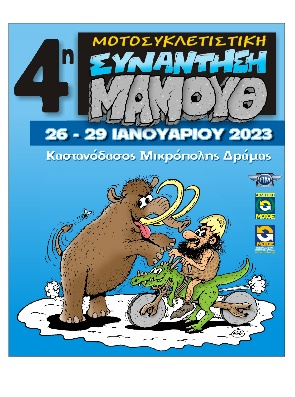 4η
ΜΟΤΟΣΥΚΛΕΤΙΣΤΙΚΗ
ΣΥΝΑΝΤΗΣΗ
ΜΑΜΟΥΘ
26 - 29 ΙΑΝΟΥΑΡΙΟΥ 2023
Καστανόδασος Μικρόπολης Δράμας